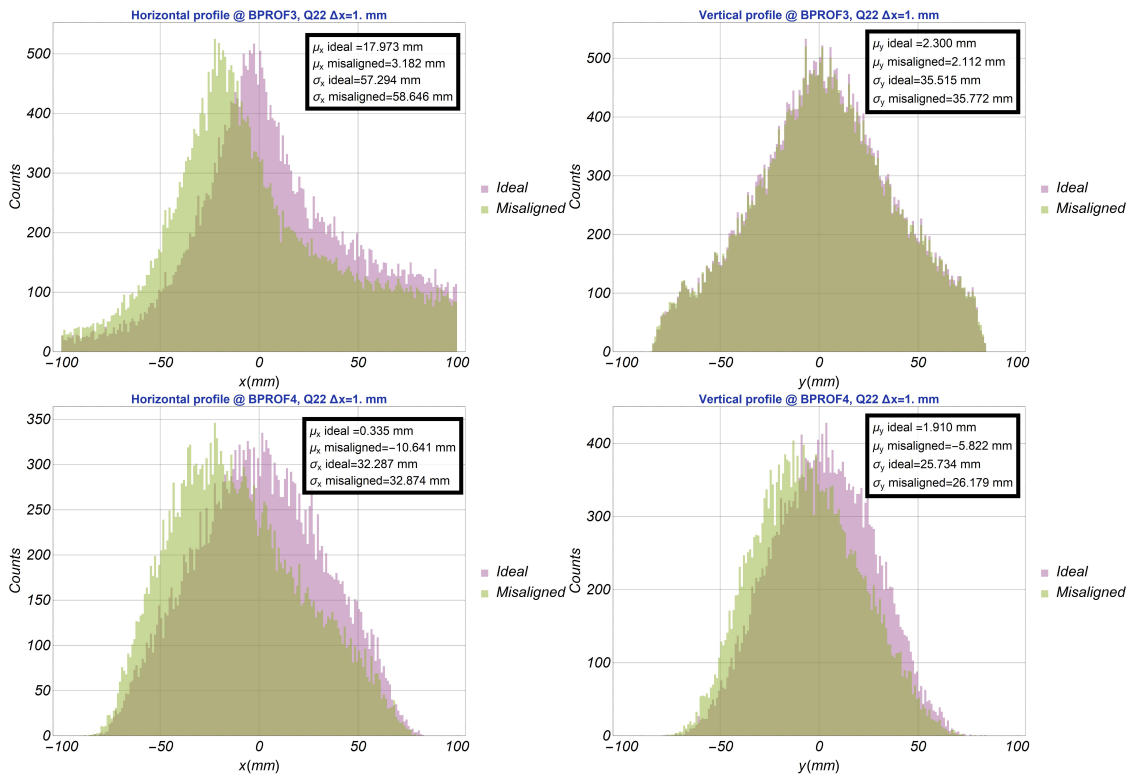 Horizontal profile @ BPROF3, Q22 Δx=1. mm
μx ideal =17.973 mm
μx misaligned=3.182 mm
σx ideal=57.294 mm
σx misaligned=58.646 mm
500
400
300
200
100
0
Counts
−100
−50
0
50
100
x(mm)
Ideal
Misaligned
Vertical profile @ BPROF3, Q22 Δx=1. mm
μy ideal =2.300 mm
μy misaligned=2.112 mm
σy ideal=35.515 mm
σy misaligned=35.772 mm
500
400
300
200
100
0
Counts
−100
−50
0
50
100
y(mm)
Ideal
Misaligned
Horizontal profile @ BPROF4, Q22 Δx=1. mm
μx ideal =0.335 mm
μx misaligned=−10.641 mm
σx ideal=32.287 mm
σx misaligned=32.874 mm
350
300
250
200
150
100
50
0
Counts
−100
−50
0
50
100
x(mm)
Ideal
Misaligned
Vertical profile @ BPROF4, Q22 Δx=1. mm
μy ideal =1.910 mm
μy misaligned=−5.822 mm
σy ideal=25.734 mm
σy misaligned=26.179 mm
400
300
200
100
0
Counts
−100
−50
0
50
100
y(mm)
Ideal
Misaligned